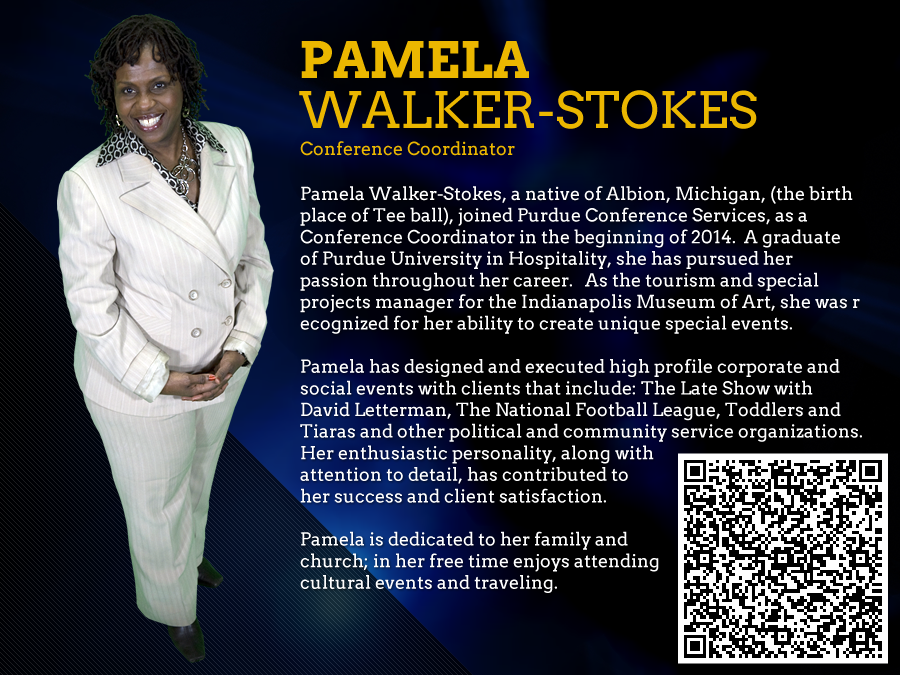 PAMELA
WALKER-STOKES
Conference Coordinator
Pamela Walker-Stokes, a native of Albion, Michigan, (the birth
place of Tee ball), joined Purdue Conference Services, as a
Conference Coordinator in the beginning of 2014.  A graduate
of Purdue University in Hospitality, she has pursued her
passion throughout her career.   As the tourism and special
projects manager for the Indianapolis Museum of Art, she was r
ecognized for her ability to create unique special events.
Pamela has designed and executed high profile corporate and
social events with clients that include: The Late Show with
David Letterman, The National Football League, Toddlers and
Tiaras and other political and community service organizations.
Her enthusiastic personality, along with
attention to detail, has contributed to
her success and client satisfaction.
Pamela is dedicated to her family and
church; in her free time enjoys attending
cultural events and traveling.